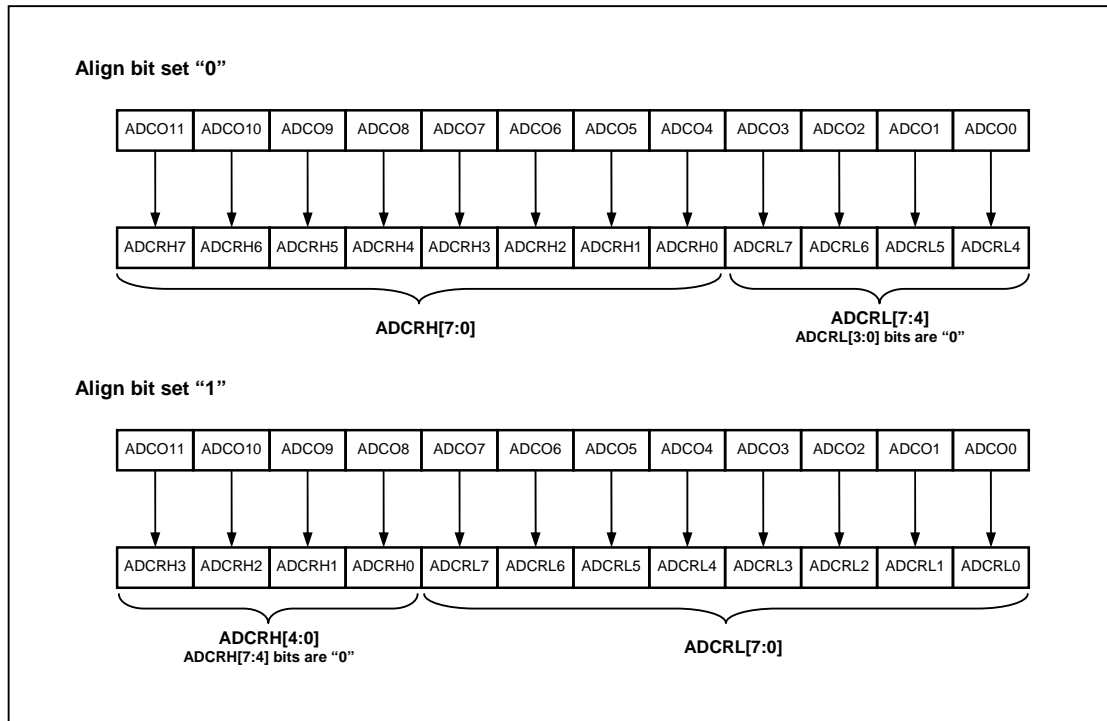 Align bit set “0”
ADCO11 ADCO10 ADCO9 ADCO8 ADCO7 ADCO6 ADCO5 ADCO4 ADCO3 ADCO2 ADCO1 ADCO0
ADCRH7 ADCRH6 ADCRH5 ADCRH4 ADCRH3 ADCRH2 ADCRH1 ADCRH0 ADCRL7 ADCRL6 ADCRL5 ADCRL4
ADCRH[7:0]
ADCRL[7:4]
ADCRL[3:0] bits are “0”
Align bit set “1”
ADCO11 ADCO10 ADCO9 ADCO8 ADCO7 ADCO6 ADCO5 ADCO4 ADCO3 ADCO2 ADCO1 ADCO0
ADCRH3 ADCRH2 ADCRH1 ADCRH0 ADCRL7 ADCRL6 ADCRL5 ADCRL4 ADCRL3 ADCRL2 ADCRL1 ADCRL0
ADCRH[4:0]
ADCRH[7:4] bits are “0”
ADCRL[7:0]